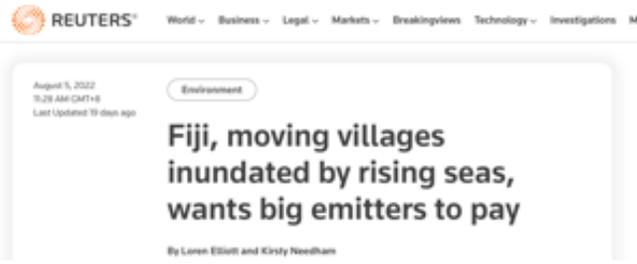 REUTERS®
World Business Legal Markets Breakingviews Technology Investigations M
August 5, 2022
11:28 AM GMT+8
Last Updated 19 days ago
Environment
Fiji, moving villages
inundated by rising seas,
wants big emitters to pay
By Loren Elliott and Kirsty Needham